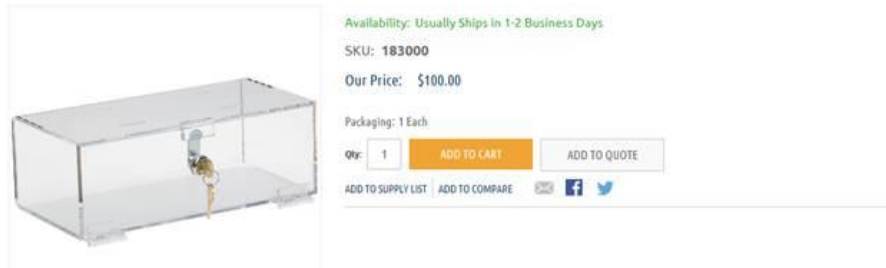 Availability: Usually Ships in 1-2 Business Days
SKU: 183000
Our Price: $100.00
Packaging: 1 Each
Qty: 1 ADD TO CART ADD TO QUOTE
ADD TO SUPPLY LIST ADD TO COMPARE